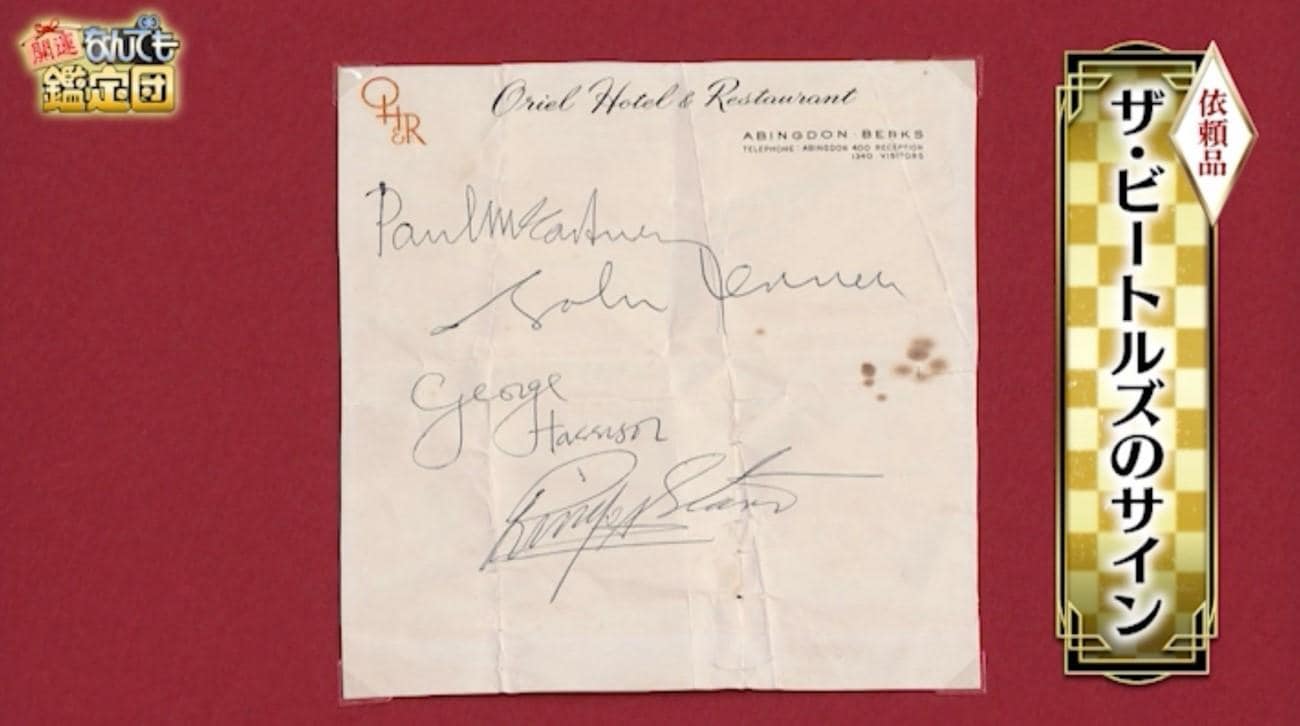 開運なんでも
鑑定団
依頼品
ザ・ビートルズのサイン
OH&R
Oriel Hotel & Restaurant
ABINGDON · BERKS
TELEPHONE: ABINGDON 400 RECEPTION
1340 VISITORS
Paul McCartney
John Lennon
George
Harrison
Ringo Starr